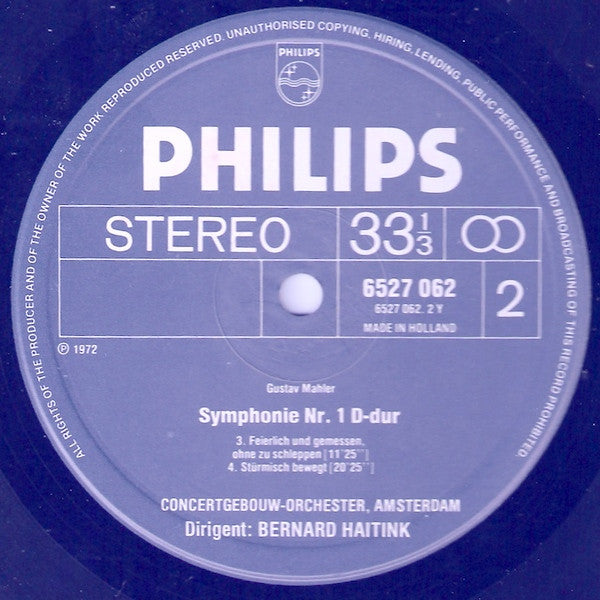 ALL RIGHTS OF THE PRODUCER AND OF THE OWNER OF THE WORK REPRODUCED RESERVED. UNAUTHORISED COPYING, HIRING, LENDING, PUBLIC PERFORMANCE AND BROADCASTING OF THIS RECORD PROHIBITED.
PHILIPS
PHILIPS
STEREO 33 1/3
6527 062 2
6527 062. 2 Y
MADE IN HOLLAND
℗ 1972
Gustav Mahler
Symphonie Nr. 1 D-dur
3. Feierlich und gemessen.
ohne zu schleppen [11'25'']
4. Stürmisch bewegt [20'25'']
CONCERTGEBOUW-ORCHESTER, AMSTERDAM
Dirigent: BERNARD HAITINK